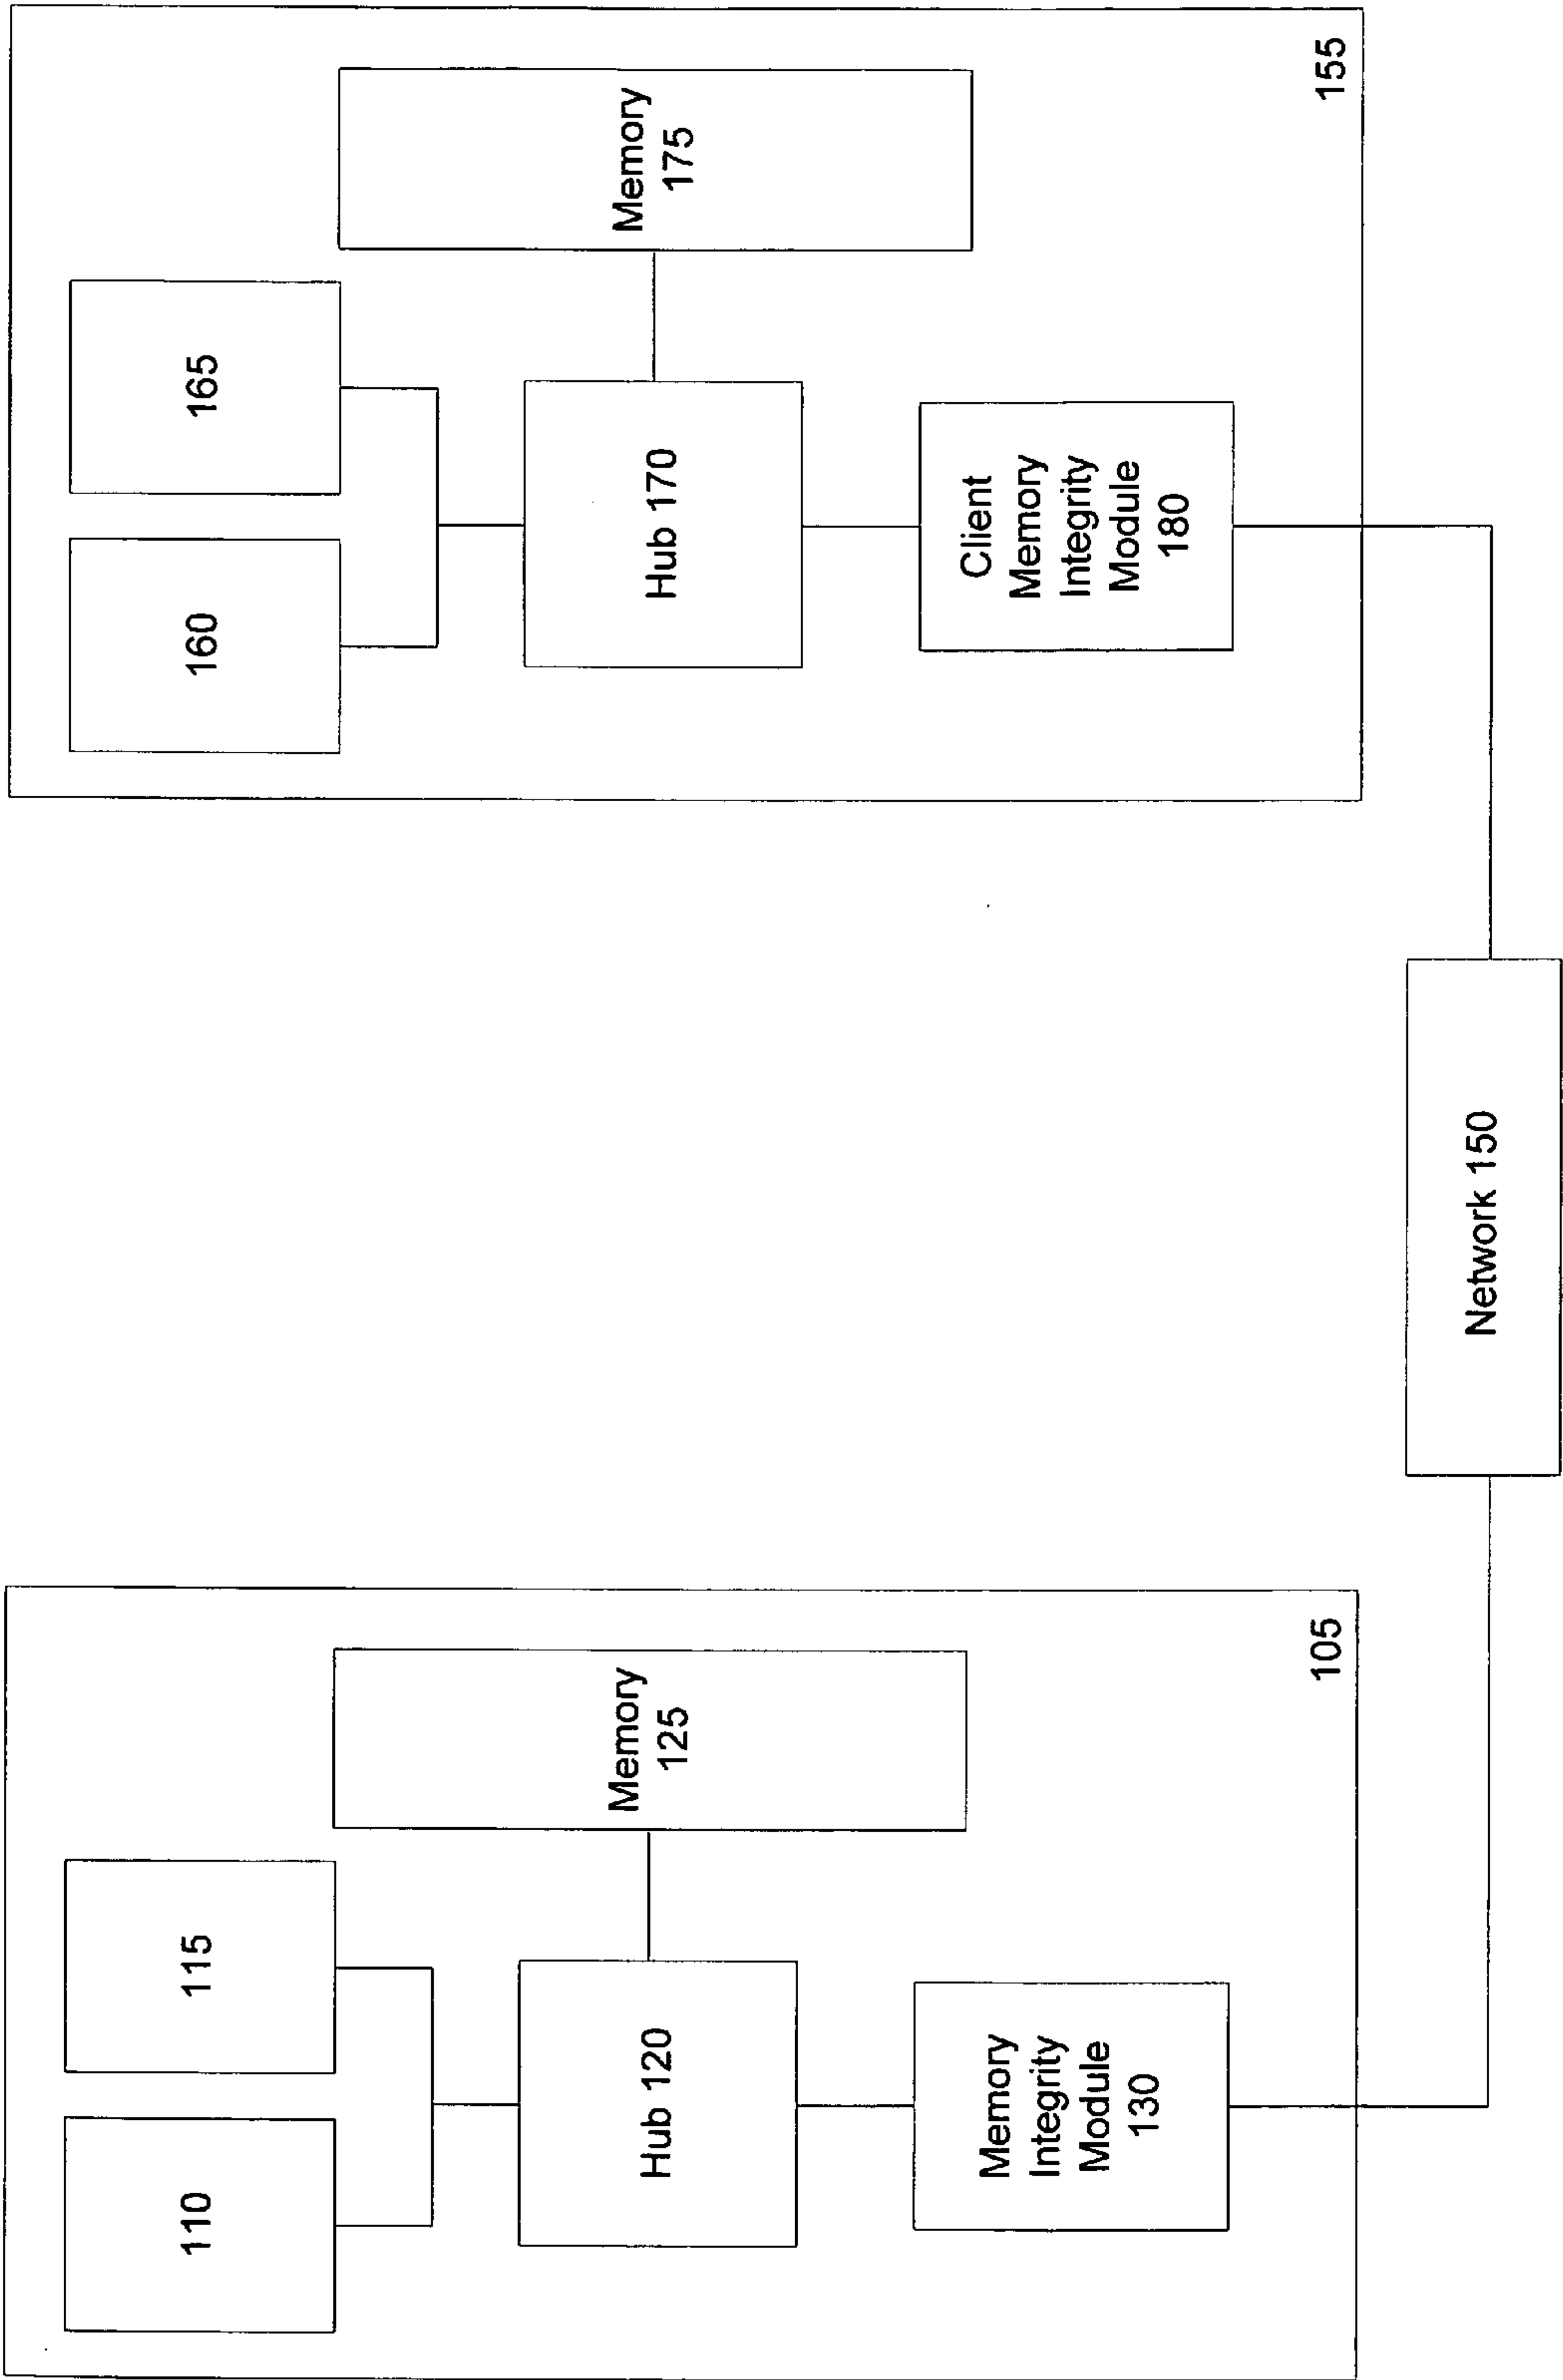 110
115
Memory
125
Hub 120
Memory
Integrity
Module
130
105
Network 150
160
165
Memory
175
Hub 170
Client
Memory
Integrity
Module
180
155